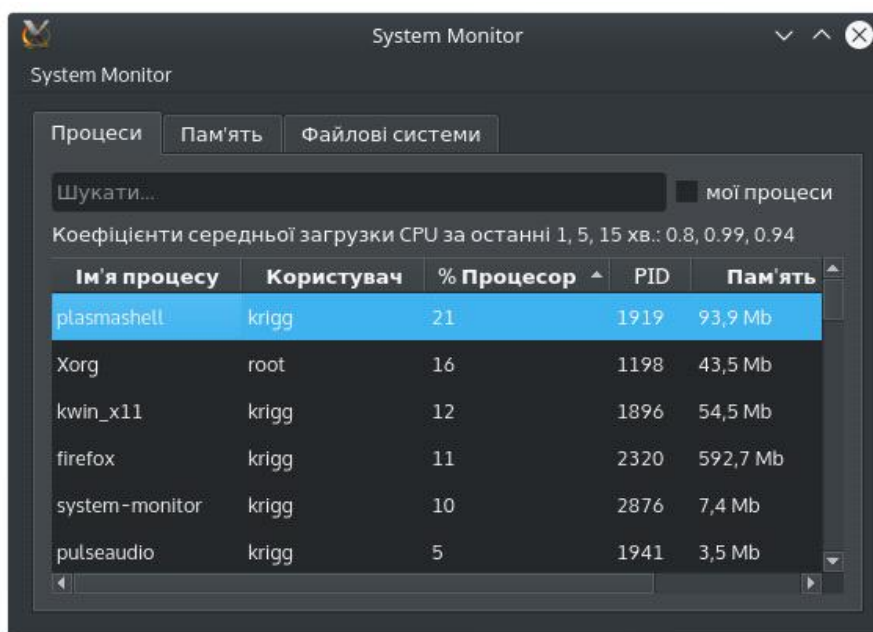 System Monitor
System Monitor
Процеси Пам'ять Файлові системи
Шукати... мої процеси
Коефіцієнти середньої загрузки CPU за останні 1, 5, 15 хв.: 0.8, 0.99, 0.94
Ім'я процесу Користувач % Процесор PID Пам'ять
plasmashell krigg 21 1919 93,9 Mb
Xorg root 16 1198 43,5 Mb
kwin_x11 krigg 12 1896 54,5 Mb
firefox krigg 11 2320 592,7 Mb
system-monitor krigg 10 2876 7,4 Mb
pulseaudio krigg 5 1941 3,5 Mb